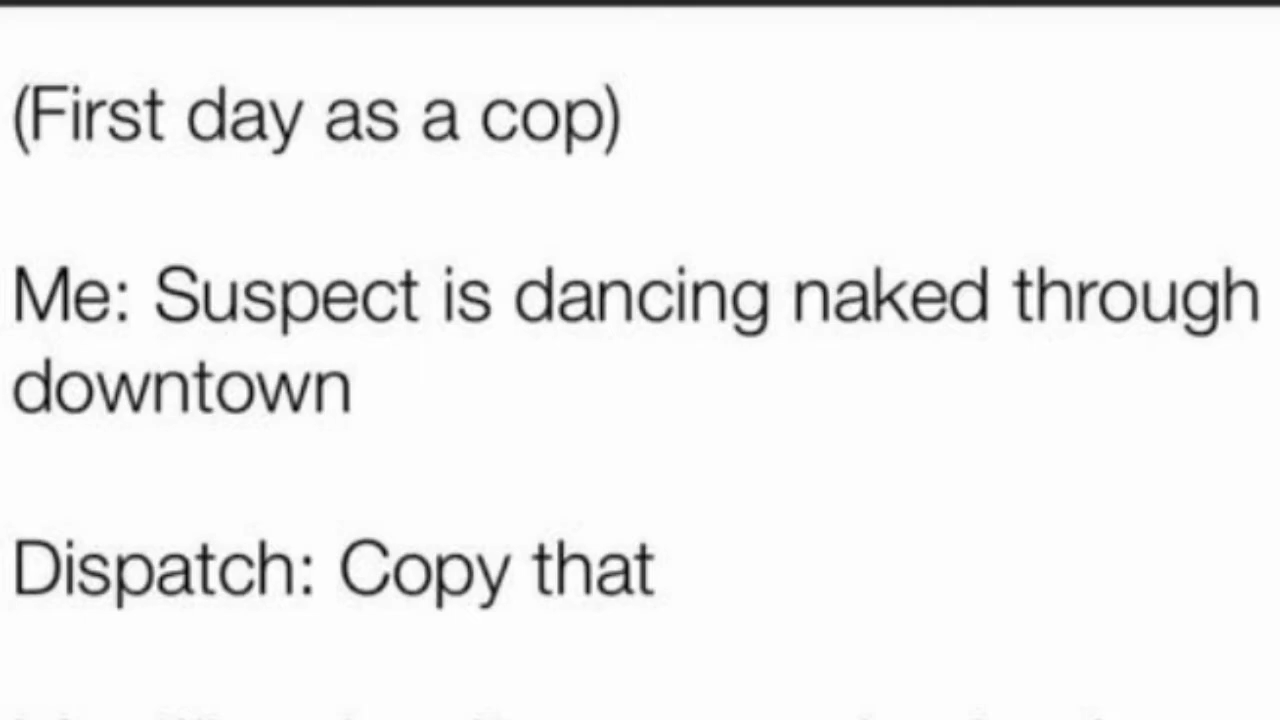 (First day as a cop)
Me: Suspect is dancing naked through
downtown
Dispatch: Copy that